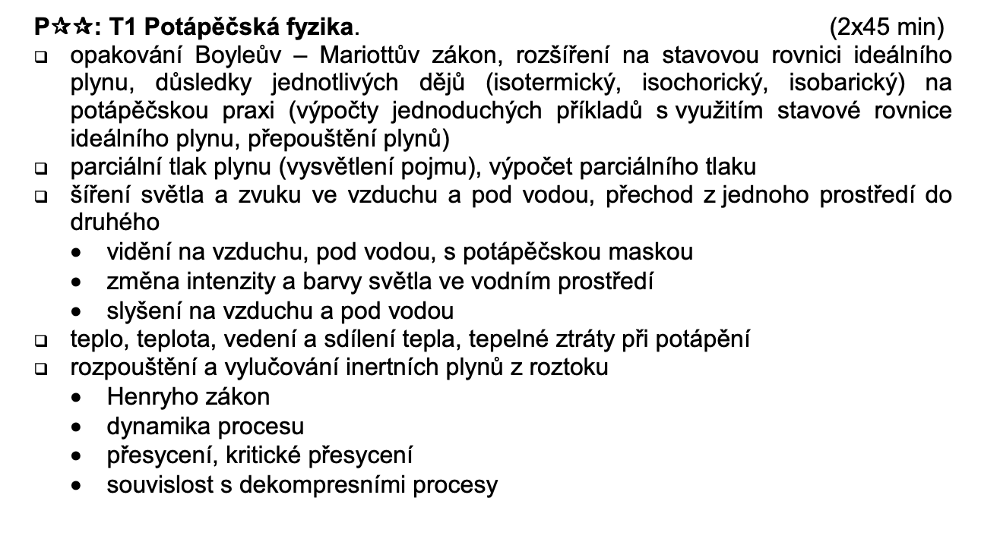 P✰✰: T1 Potápěčská fyzika. (2x45 min)
❑ opakování Boyleův – Mariottův zákon, rozšíření na stavovou rovnici ideálního
plynu, důsledky jednotlivých dějů (isotermický, isochorický, isobarický) na
potápěčskou praxi (výpočty jednoduchých příkladů s využitím stavové rovnice
ideálního plynu, přepouštění plynů)
❑ parciální tlak plynu (vysvětlení pojmu), výpočet parciálního tlaku
❑ šíření světla a zvuku ve vzduchu a pod vodou, přechod z jednoho prostředí do
druhého
• vidění na vzduchu, pod vodou, s potápěčskou maskou
• změna intenzity a barvy světla ve vodním prostředí
• slyšení na vzduchu a pod vodou
❑ teplo, teplota, vedení a sdílení tepla, tepelné ztráty při potápění
❑ rozpouštění a vylučování inertních plynů z roztoku
• Henryho zákon
• dynamika procesu
• přesycení, kritické přesycení
• souvislost s dekompresními procesy